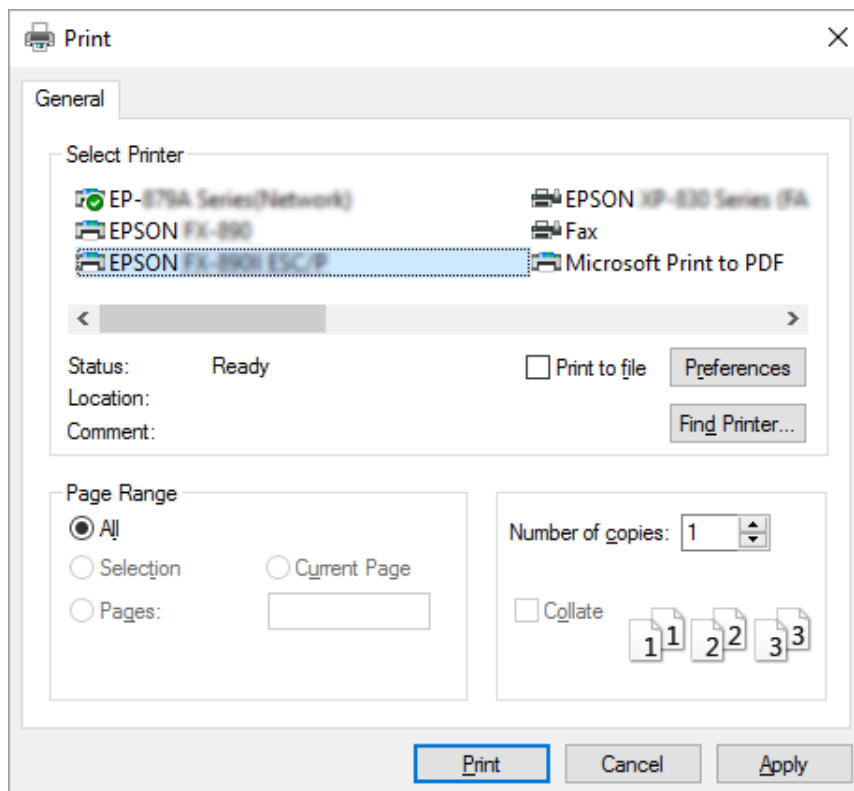 Print
General
Select Printer
EP-
EPSON
EPSON
EPSON
Fax
Microsoft Print to PDF
Status: Ready
Print to file
Preferences
Location:
Comment:
Find Printer...
Page Range
All
Selection
Current Page
Pages:
Number of copies: 1
Collate
1 1 2 2 3 3
Print
Cancel
Apply